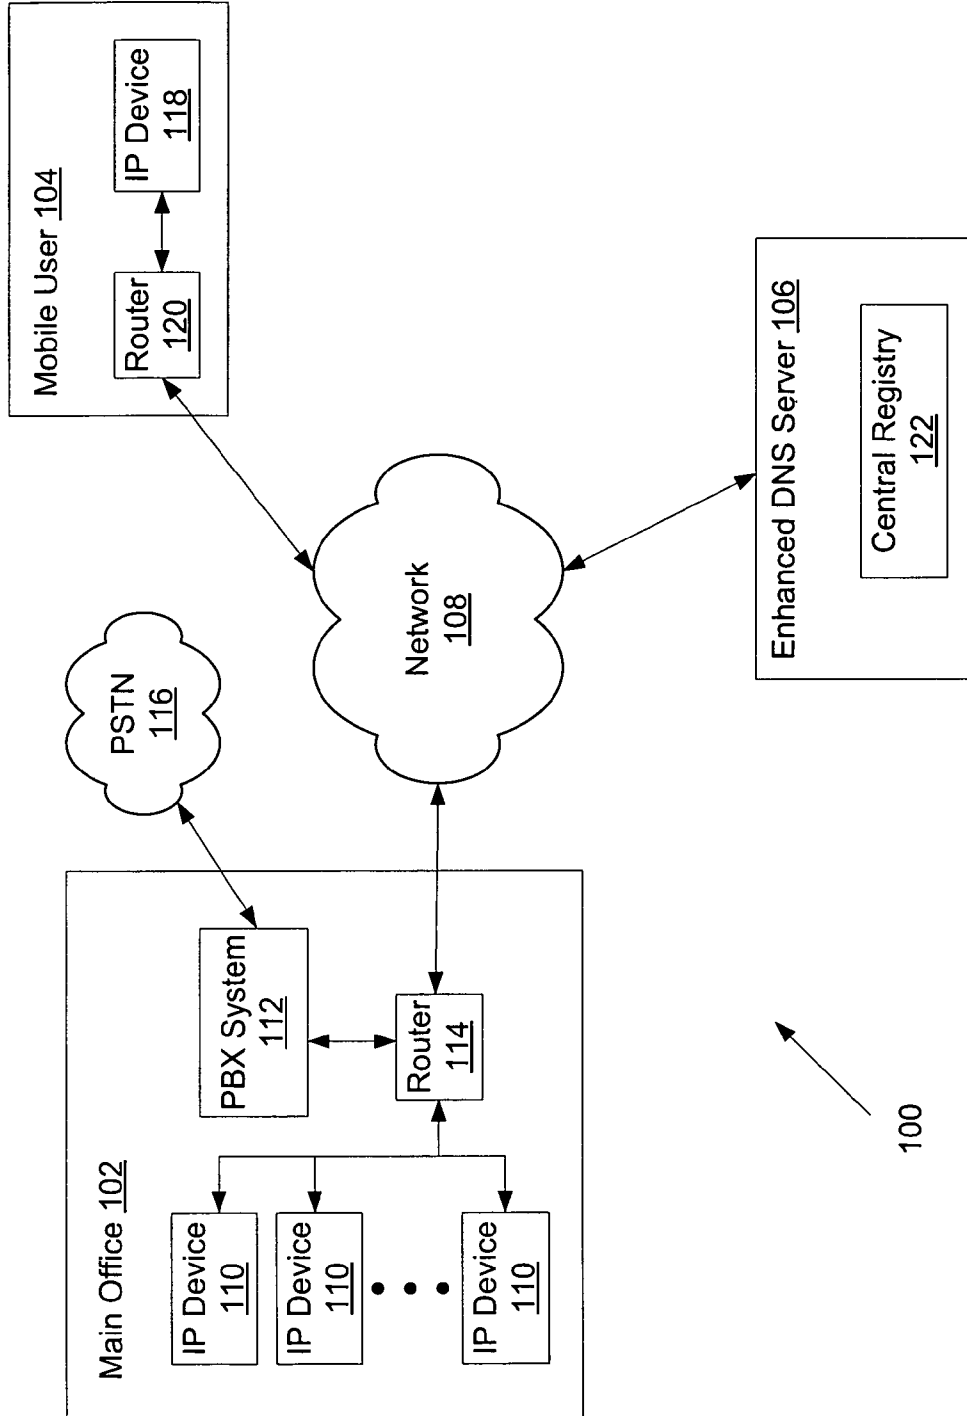 Main Office 102
IP Device
110
IP Device
110
IP Device
110
PBX System
112
Router
114
PSTN
116
Network
108
Mobile User 104
Router
120
IP Device
118
Enhanced DNS Server 106
Central Registry
122
100